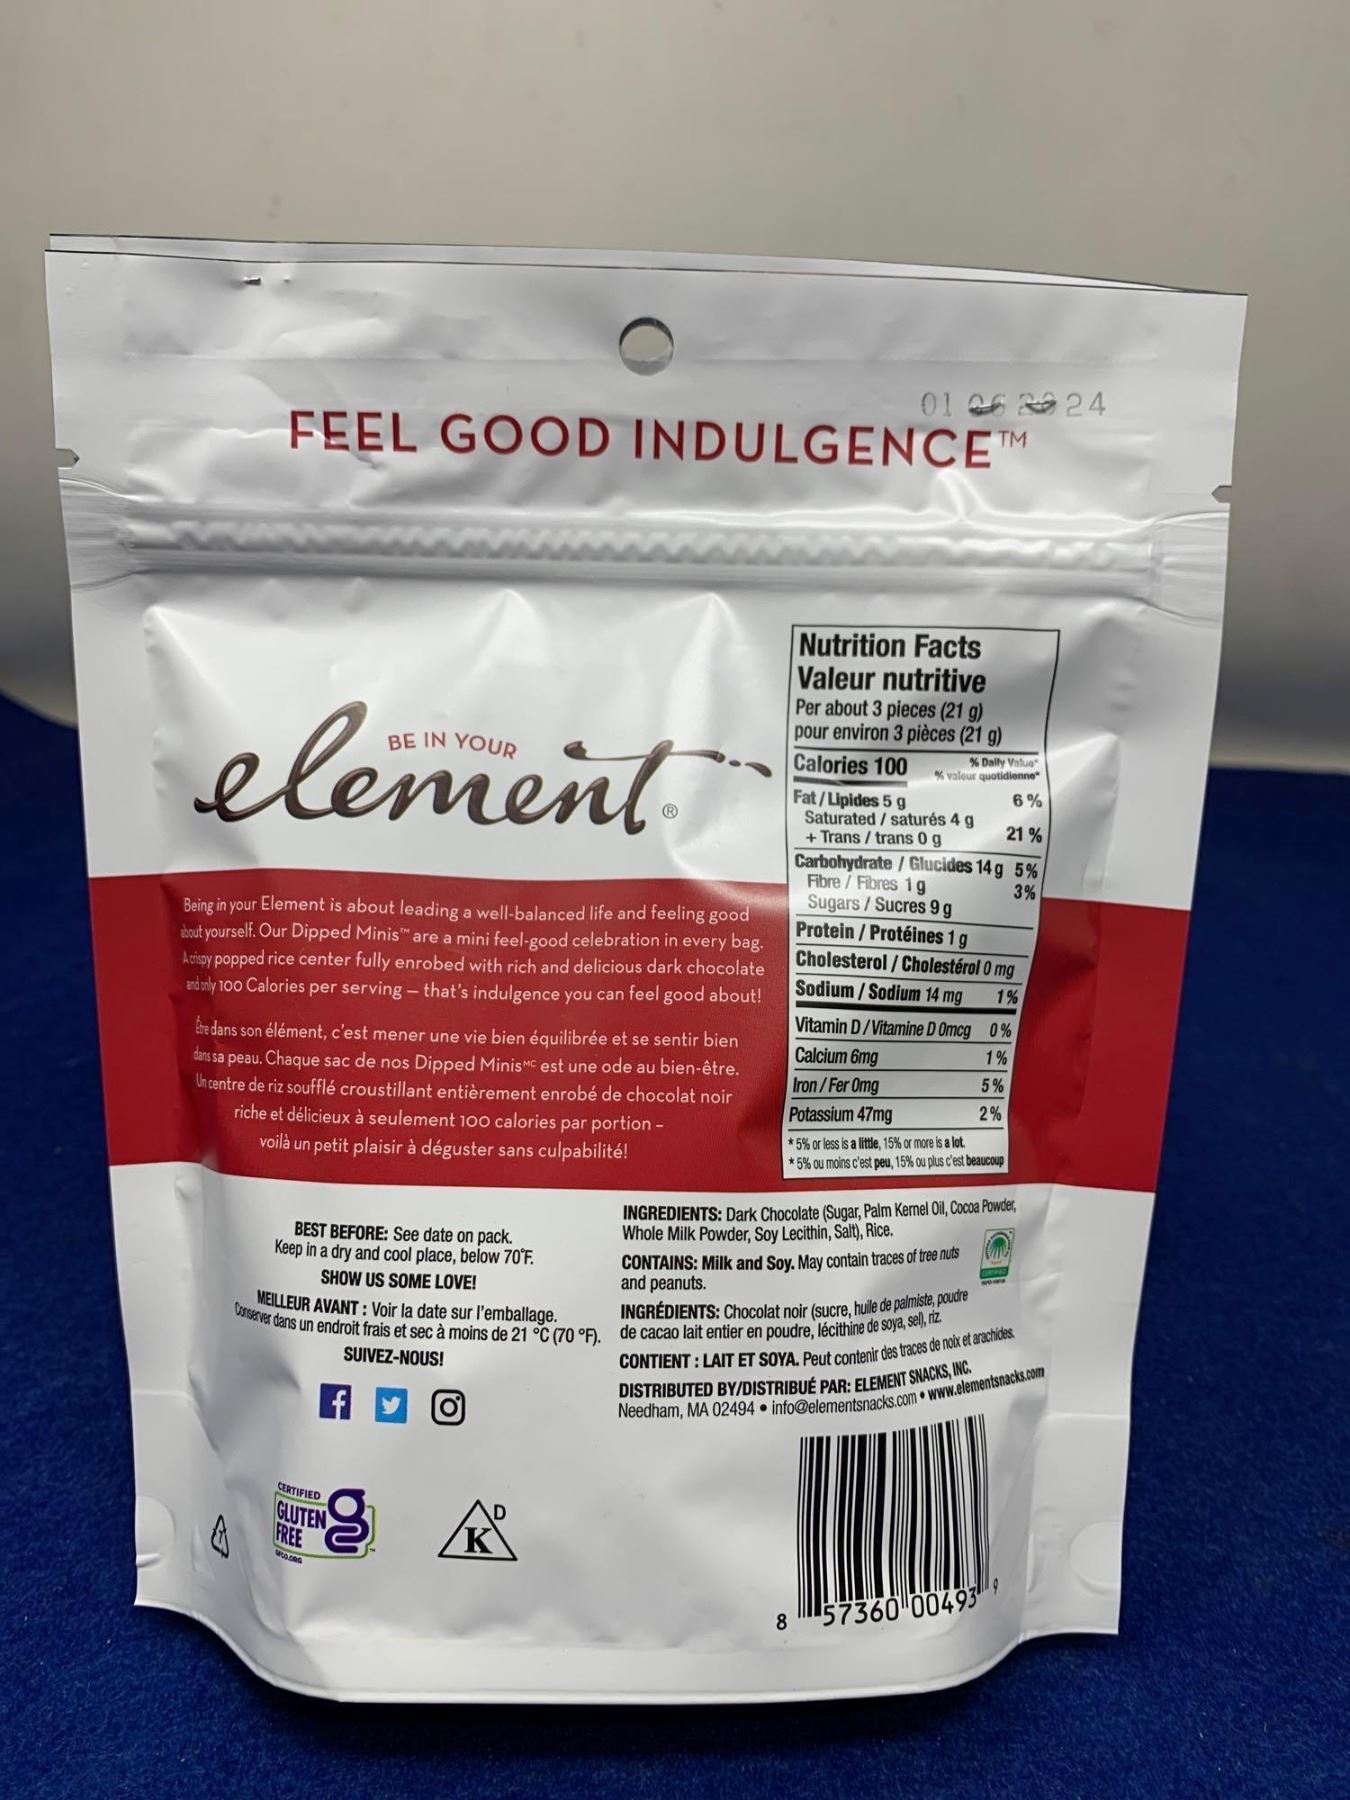 01 06 2024
FEEL GOOD INDULGENCE™
BE IN YOUR
element®
Nutrition Facts
Valeur nutritive
Per about 3 pieces (21 g)
pour environ 3 pièces (21 g)
Calories 100
% Daily Value*
% valeur quotidienne*
Fat / Lipides 5 g 6 %
Saturated / saturés 4 g
+ Trans / trans 0 g 21 %
Carbohydrate / Glucides 14 g 5 %
Fibre / Fibres 1 g 3%
Sugars / Sucres 9 g
Protein / Protéines 1 g
Cholesterol / Cholestérol 0 mg
Sodium / Sodium 14 mg 1 %
Vitamin D / Vitamine D 0mcg 0 %
Calcium 6mg 1 %
Iron / Fer 0mg 5 %
Potassium 47mg 2 %
* 5% or less is a little, 15% or more is a lot.
* 5% ou moins c'est peu, 15% ou plus c'est beaucoup
Being in your Element is about leading a well-balanced life and feeling good
about yourself. Our Dipped Minis™ are a mini feel-good celebration in every bag.
A crispy popped rice center fully enrobed with rich and delicious dark chocolate
and only 100 Calories per serving – that's indulgence you can feel good about!
Être dans son élément, c'est mener une vie bien équilibrée et se sentir bien
dans sa peau. Chaque sac de nos Dipped Minisᴹᶜ est une ode au bien-être.
Un centre de riz soufflé croustillant entièrement enrobé de chocolat noir
riche et délicieux à seulement 100 calories par portion –
voilà un petit plaisir à déguster sans culpabilité!
BEST BEFORE: See date on pack.
Keep in a dry and cool place, below 70°F.
SHOW US SOME LOVE!
MEILLEUR AVANT : Voir la date sur l'emballage.
Conserver dans un endroit frais et sec à moins de 21 °C (70 °F).
SUIVEZ-NOUS!
INGREDIENTS: Dark Chocolate (Sugar, Palm Kernel Oil, Cocoa Powder,
Whole Milk Powder, Soy Lecithin, Salt), Rice.
CONTAINS: Milk and Soy. May contain traces of tree nuts
and peanuts.
CERTIFIED
INGRÉDIENTS: Chocolat noir (sucre, huile de palmiste, poudre
de cacao lait entier en poudre, lécithine de soya, sel), riz.
CONTIENT : LAIT ET SOYA. Peut contenir des traces de noix et arachides.
DISTRIBUTED BY/DISTRIBUÉ PAR: ELEMENT SNACKS, INC.
Needham, MA 02494 • info@elementsnacks.com • www.elementsnacks.com
CERTIFIED
GLUTEN
FREE
GFCO.ORG
7
K D
8 57360 00493 9